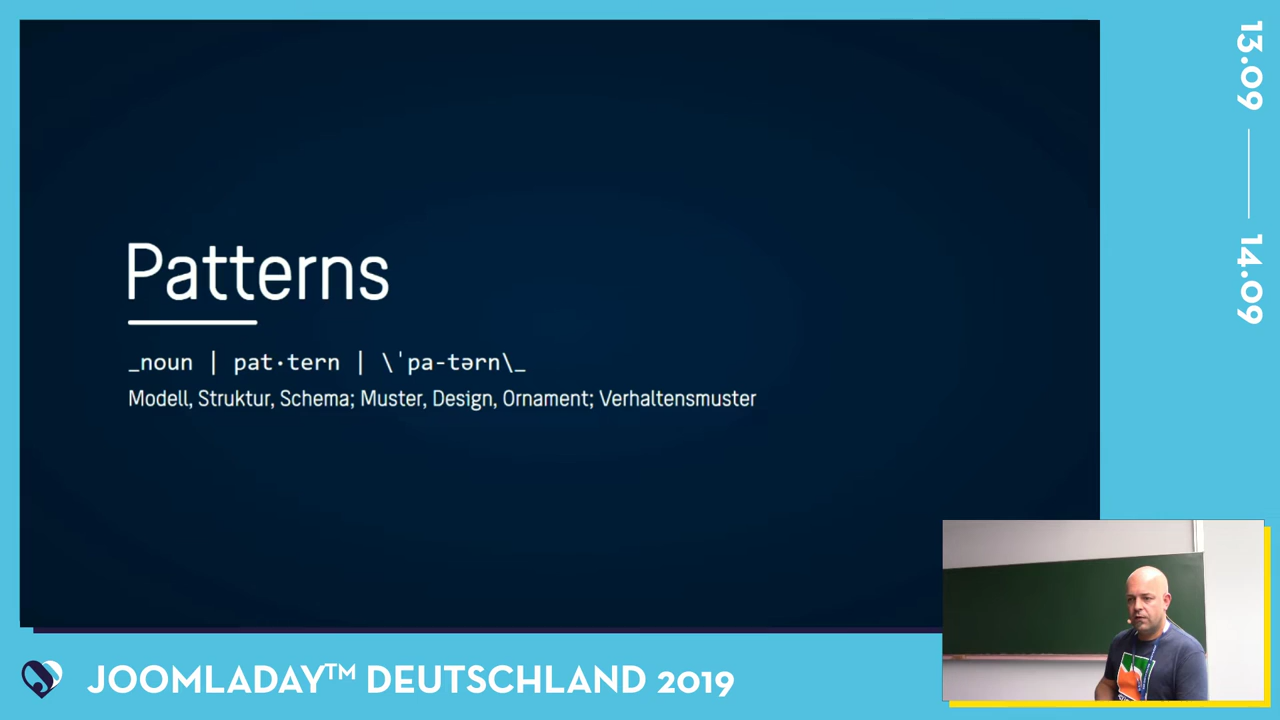 Patterns
_noun | pat·tern | \ˈpa-tərn\_
Modell, Struktur, Schema; Muster, Design, Ornament; Verhaltensmuster
13.09
14.09
JOOMLADAY™ DEUTSCHLAND 2019